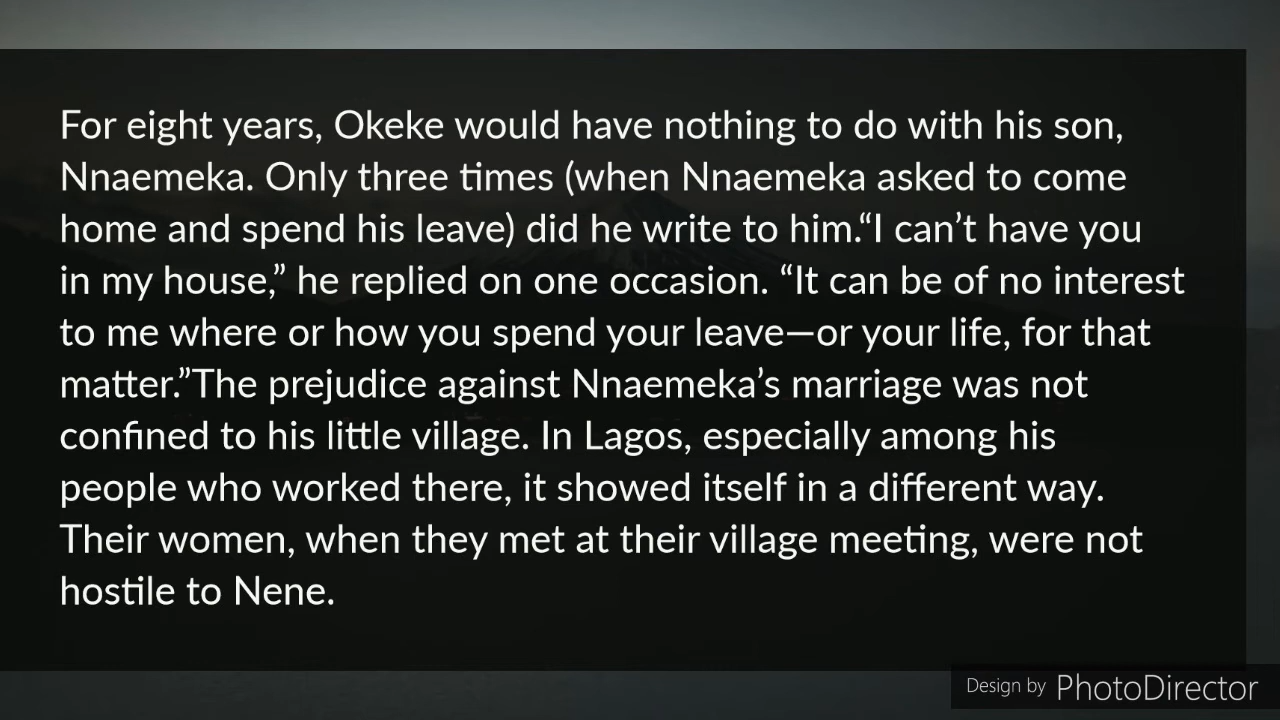 For eight years, Okeke would have nothing to do with his son,
Nnaemeka. Only three times (when Nnaemeka asked to come
home and spend his leave) did he write to him.“I can’t have you
in my house,” he replied on one occasion. “It can be of no interest
to me where or how you spend your leave—or your life, for that
matter.”The prejudice against Nnaemeka’s marriage was not
confined to his little village. In Lagos, especially among his
people who worked there, it showed itself in a different way.
Their women, when they met at their village meeting, were not
hostile to Nene.
Design by PhotoDirector